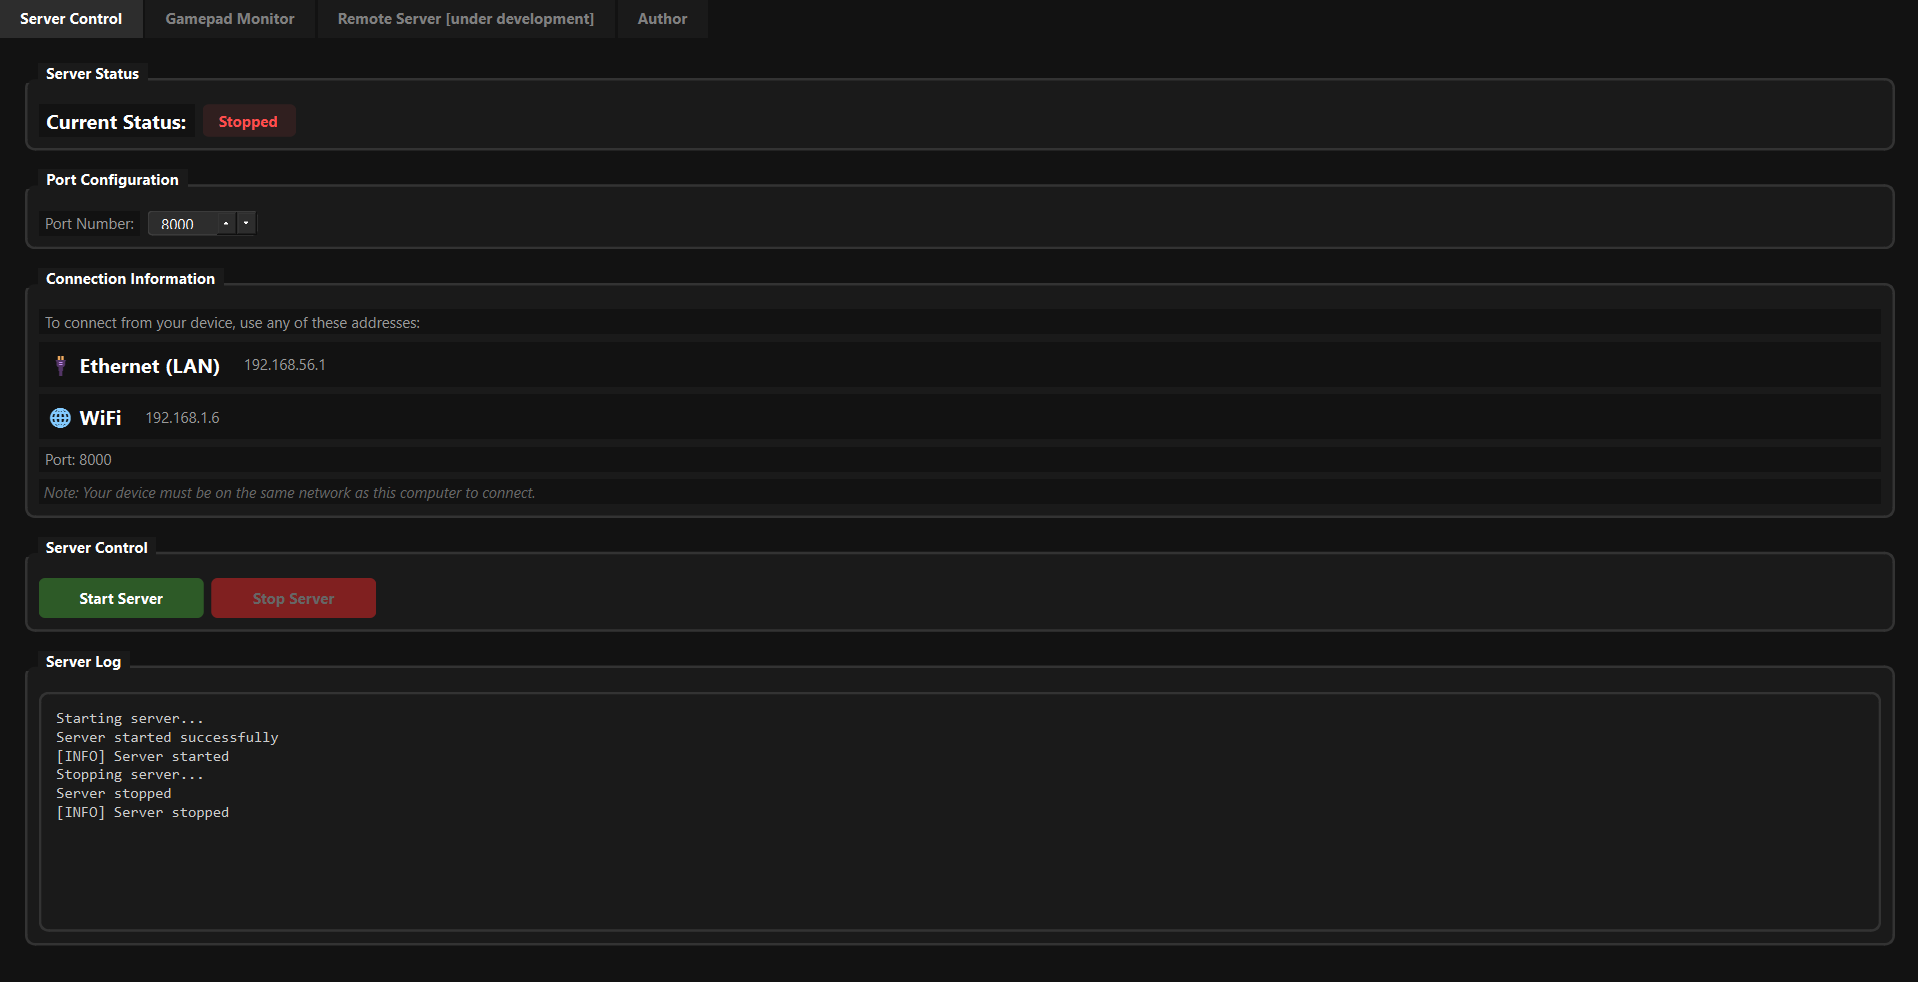 Server Control
Gamepad Monitor
Remote Server [under development]
Author
Server Status
Current Status: Stopped
Port Configuration
Port Number: 8000
Connection Information
To connect from your device, use any of these addresses:
Ethernet (LAN) 192.168.56.1
WiFi 192.168.1.6
Port: 8000
Note: Your device must be on the same network as this computer to connect.
Server Control
Start Server
Stop Server
Server Log
Starting server...
Server started successfully
[INFO] Server started
Stopping server...
Server stopped
[INFO] Server stopped